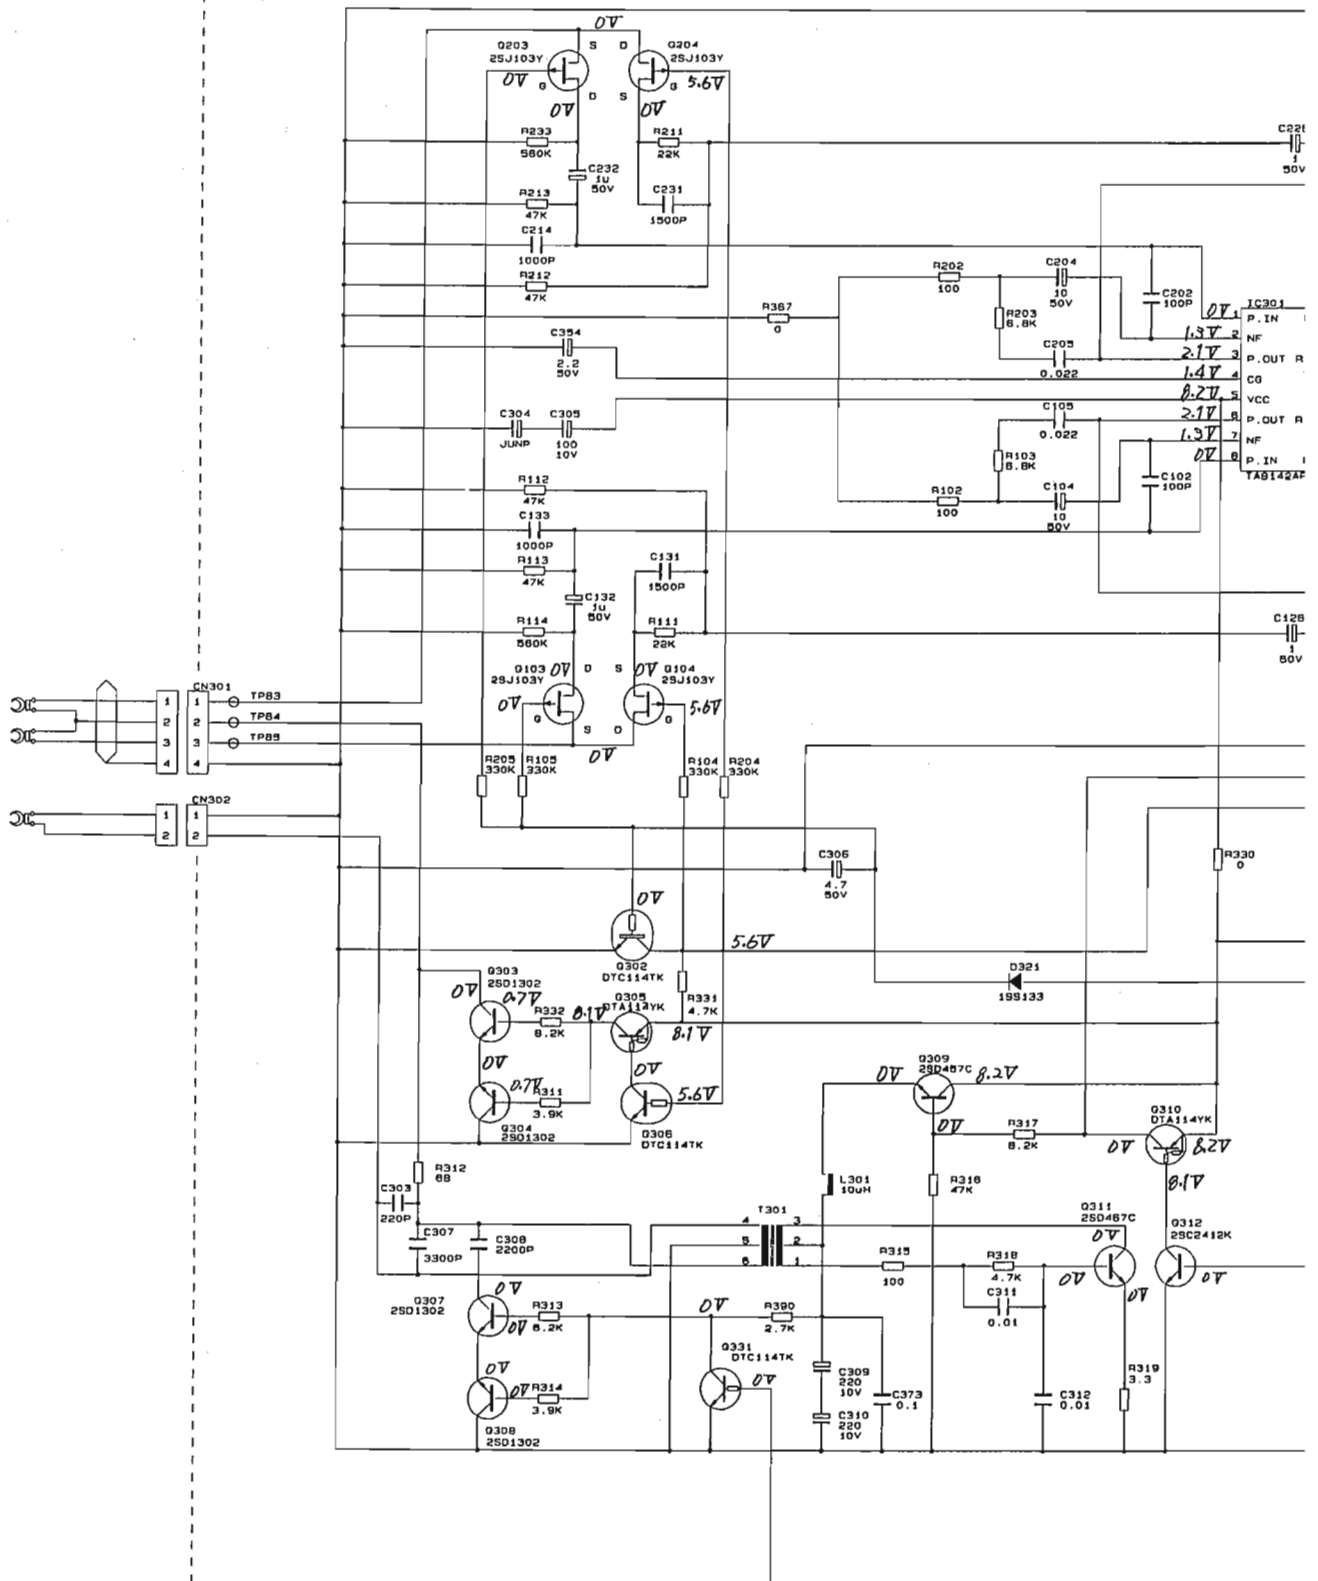 0V
Q203
2SJ103Y
S
D
Q204
2SJ103Y
0V
G
D
S
G
5.6V
0V
0V
R233
560K
R211
22K
C22
1
50V
C232
1u
50V
C231
1500P
R213
47K
C214
1000P
R212
47K
R202
100
C204
10
50V
C202
100P
R367
0
R203
6.8K
IC301
0V 1 P.IN
1.3V 2 NF
2.1V 3 P.OUT R
1.4V 4 CG
8.2V 5 VCC
2.1V 6 P.OUT R
1.3V 7 NF
0V 8 P.IN
TA8142AP
C354
2.2
50V
C205
0.022
C304
JUNP
C305
100
10V
C105
0.022
R103
6.8K
R112
47K
R102
100
C104
10
50V
C102
100P
C133
1000P
R113
47K
C131
1500P
C132
1u
50V
R114
560K
R111
22K
C126
1
50V
Q103
2SJ103Y
0V
D
S
0V
Q104
2SJ103Y
0V
G
S
D
G
5.6V
0V
CN301
1 1 TP83
2 2 TP84
3 3 TP85
4 4
R205
330K
R105
330K
R104
330K
R204
330K
CN302
1 1
2 2
C306
4.7
50V
R330
0
0V
5.6V
Q302
DTC114TK
D321
1SS133
Q303
2SD1302
0V
0.7V
R332
8.2K
8.1V
Q305
DTA114YK
R331
4.7K
8.1V
0V
0V
0.7V
R311
3.9K
5.6V
Q304
2SD1302
Q306
DTC114TK
Q309
2SD467C
0V
8.2V
0V
R317
8.2K
Q310
DTA114YK
0V
8.2V
8.1V
R312
68
C303
220P
L301
10uH
R316
47K
T301
4
5
6
3
2
1
C307
3300P
C308
2200P
Q311
2SD467C
0V
Q312
2SC2412K
R315
100
R318
4.7K
0V
0V
0V
C311
0.01
Q307
2SD1302
0V
0V
R313
8.2K
0V
R390
2.7K
Q331
DTC114TK
0V
0V
0V
R314
3.9K
C309
220
10V
C310
220
10V
C373
0.1
C312
0.01
R319
3.3
Q308
2SD1302